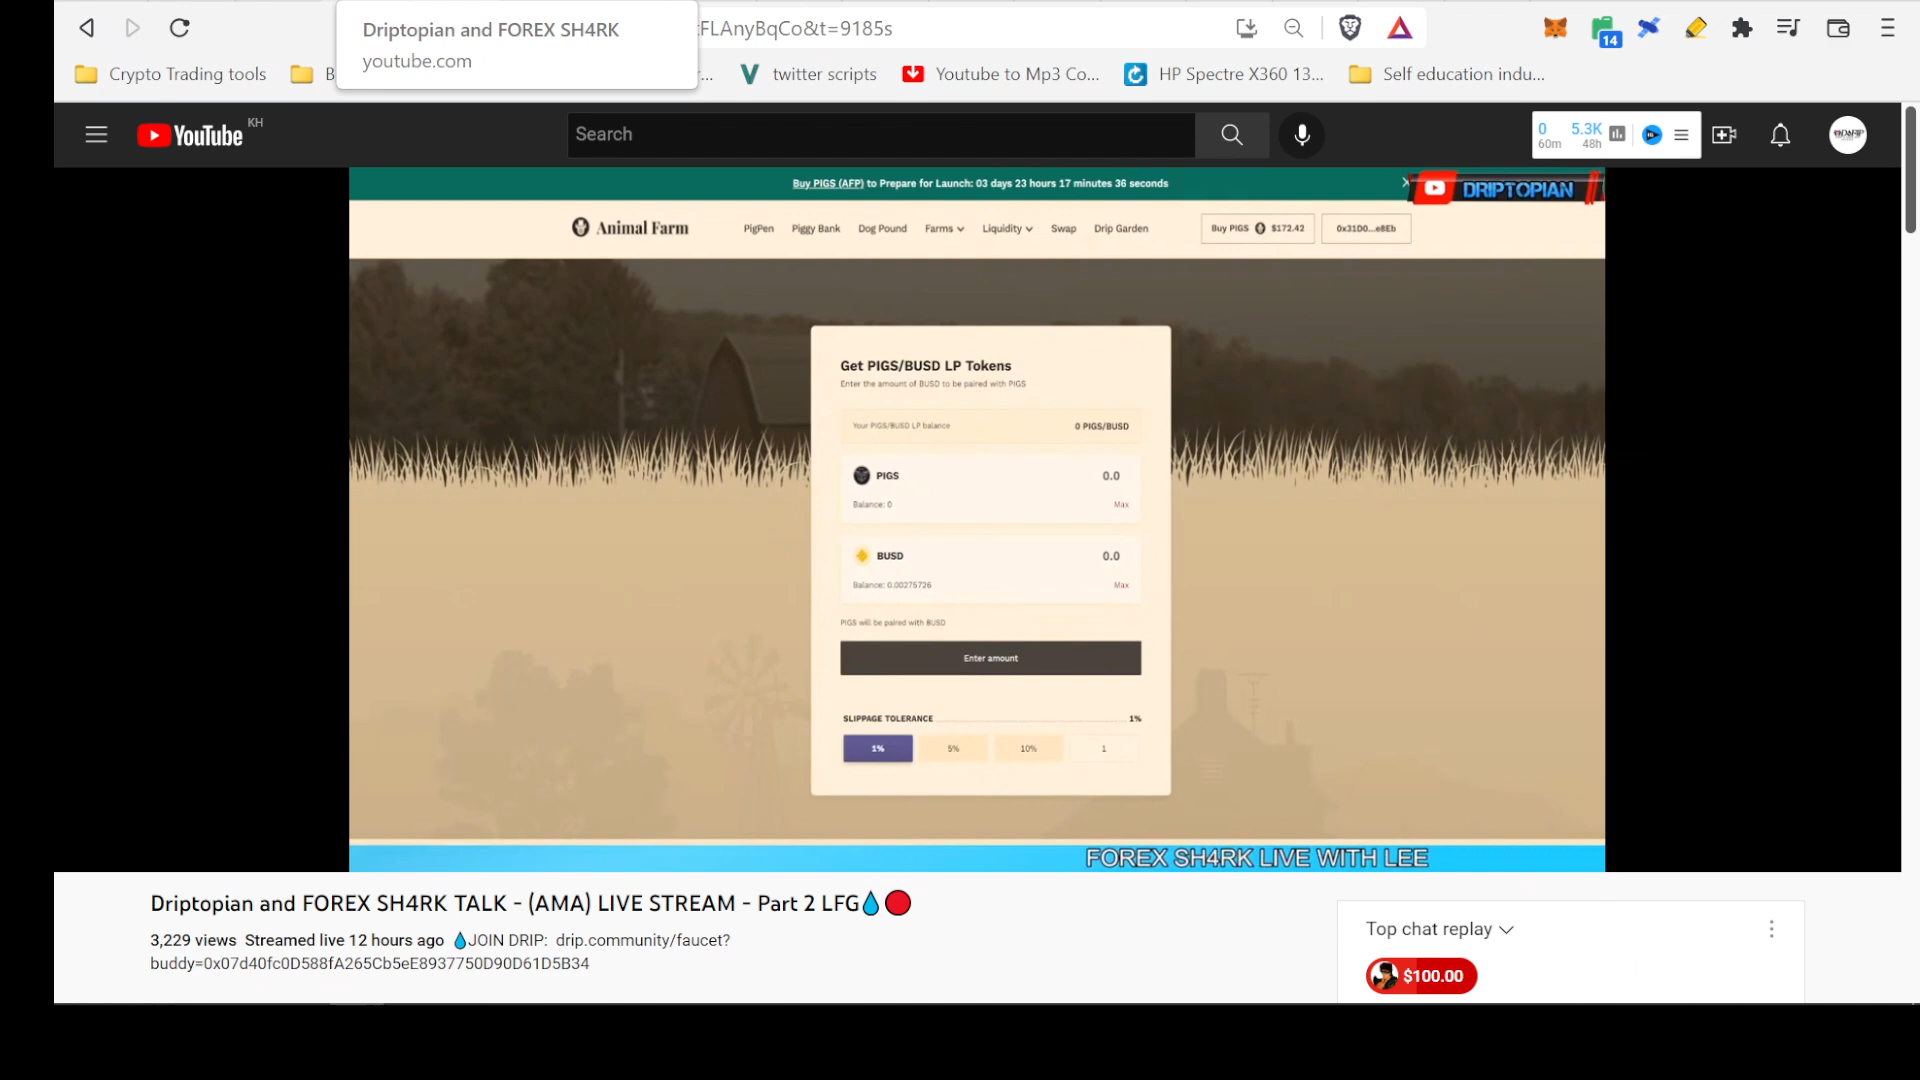 Driptopian and FOREX SH4RK
youtube.com
FLAnyBqCo&t=9185s
14
Crypto Trading tools
B
...
twitter scripts
Youtube to Mp3 Co...
HP Spectre X360 13...
Self education indu...
YouTube KH
Search
0 5.3K
60m 48h
Buy PIGS (AFP) to Prepare for Launch: 03 days 23 hours 17 minutes 36 seconds
DRIPTOPIAN
Animal Farm
PigPen Piggy Bank Dog Pound Farms Liquidity Swap Drip Garden
Buy PIGS $172.42
0x31D0...e8Eb
Get PIGS/BUSD LP Tokens
Enter the amount of BUSD to be paired with PIGS
Your PIGS/BUSD LP balance 0 PIGS/BUSD
PIGS 0.0
Balance: 0 Max
BUSD 0.0
Balance: 0.00275726 Max
PIGS will be paired with BUSD
Enter amount
SLIPPAGE TOLERANCE 1%
1% 5% 10% 1
FOREX SH4RK LIVE WITH LEE
Driptopian and FOREX SH4RK TALK - (AMA) LIVE STREAM - Part 2 LFG💧🔴
3,229 views Streamed live 12 hours ago 💧JOIN DRIP: drip.community/faucet?
buddy=0x07d40fc0D588fA265Cb5eE8937750D90D61D5B34
Top chat replay
$100.00